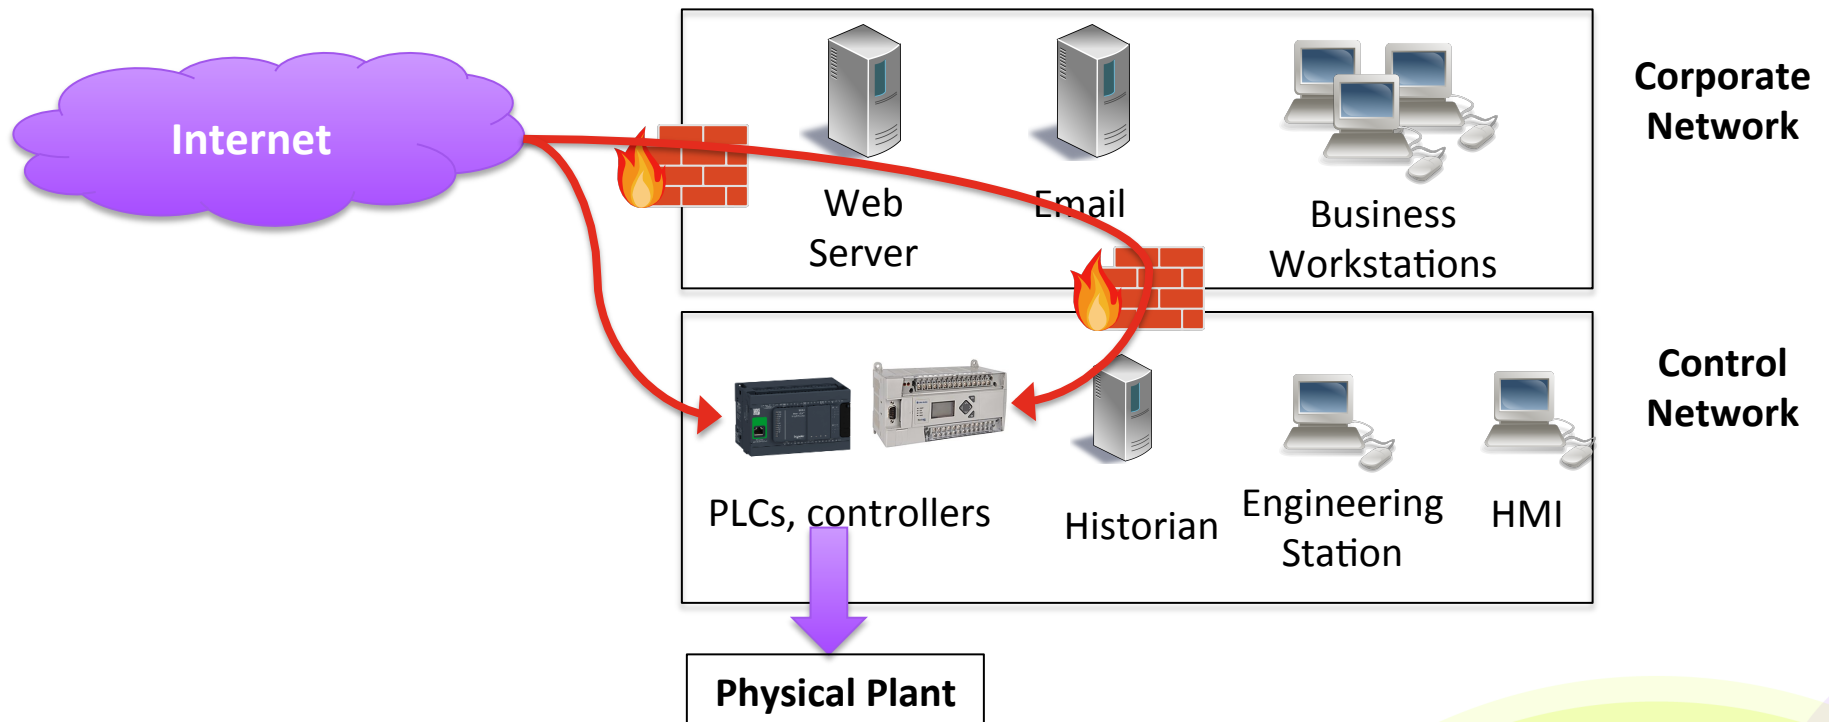 Internet
Web
Server
Email
Business
Workstations
Corporate
Network
PLCs, controllers
Historian
Engineering
Station
HMI
Control
Network
Physical Plant